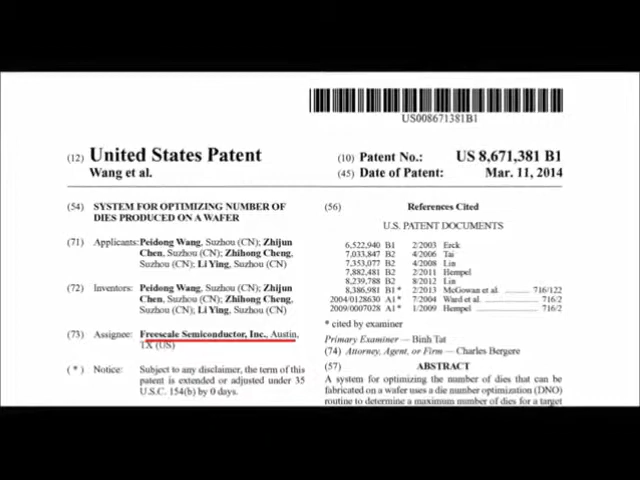 US008671381B1
(12) United States Patent
Wang et al.
(10) Patent No.: US 8,671,381 B1
(45) Date of Patent: Mar. 11, 2014
(54) SYSTEM FOR OPTIMIZING NUMBER OF
DIES PRODUCED ON A WAFER
(71) Applicants: Peidong Wang, Suzhou (CN); Zhijun
Chen, Suzhou (CN); Zhihong Cheng,
Suzhou (CN); Li Ying, Suzhou (CN)
(72) Inventors: Peidong Wang, Suzhou (CN); Zhijun
Chen, Suzhou (CN); Zhihong Cheng,
Suzhou (CN); Li Ying, Suzhou (CN)
(73) Assignee: Freescale Semiconductor, Inc., Austin,
TX (US)
(*) Notice: Subject to any disclaimer, the term of this
patent is extended or adjusted under 35
U.S.C. 154(b) by 0 days.
(56) References Cited
U.S. PATENT DOCUMENTS
6,522,940 B1 2/2003 Erck
7,033,847 B2 4/2006 Tai
7,353,077 B2 4/2008 Lin
7,882,481 B2 2/2011 Hempel
8,239,788 B2 8/2012 Lin
8,386,981 B1* 2/2013 McGowan et al. 716/122
2004/0128630 A1* 7/2004 Ward et al. 716/2
2009/0007028 A1* 1/2009 Hempel 716/2
* cited by examiner
Primary Examiner — Binh Tat
(74) Attorney, Agent, or Firm — Charles Bergere
(57) ABSTRACT
A system for optimizing the number of dies that can be
fabricated on a wafer uses a die number optimization (DNO)
routine to determine a maximum number of dies for a target